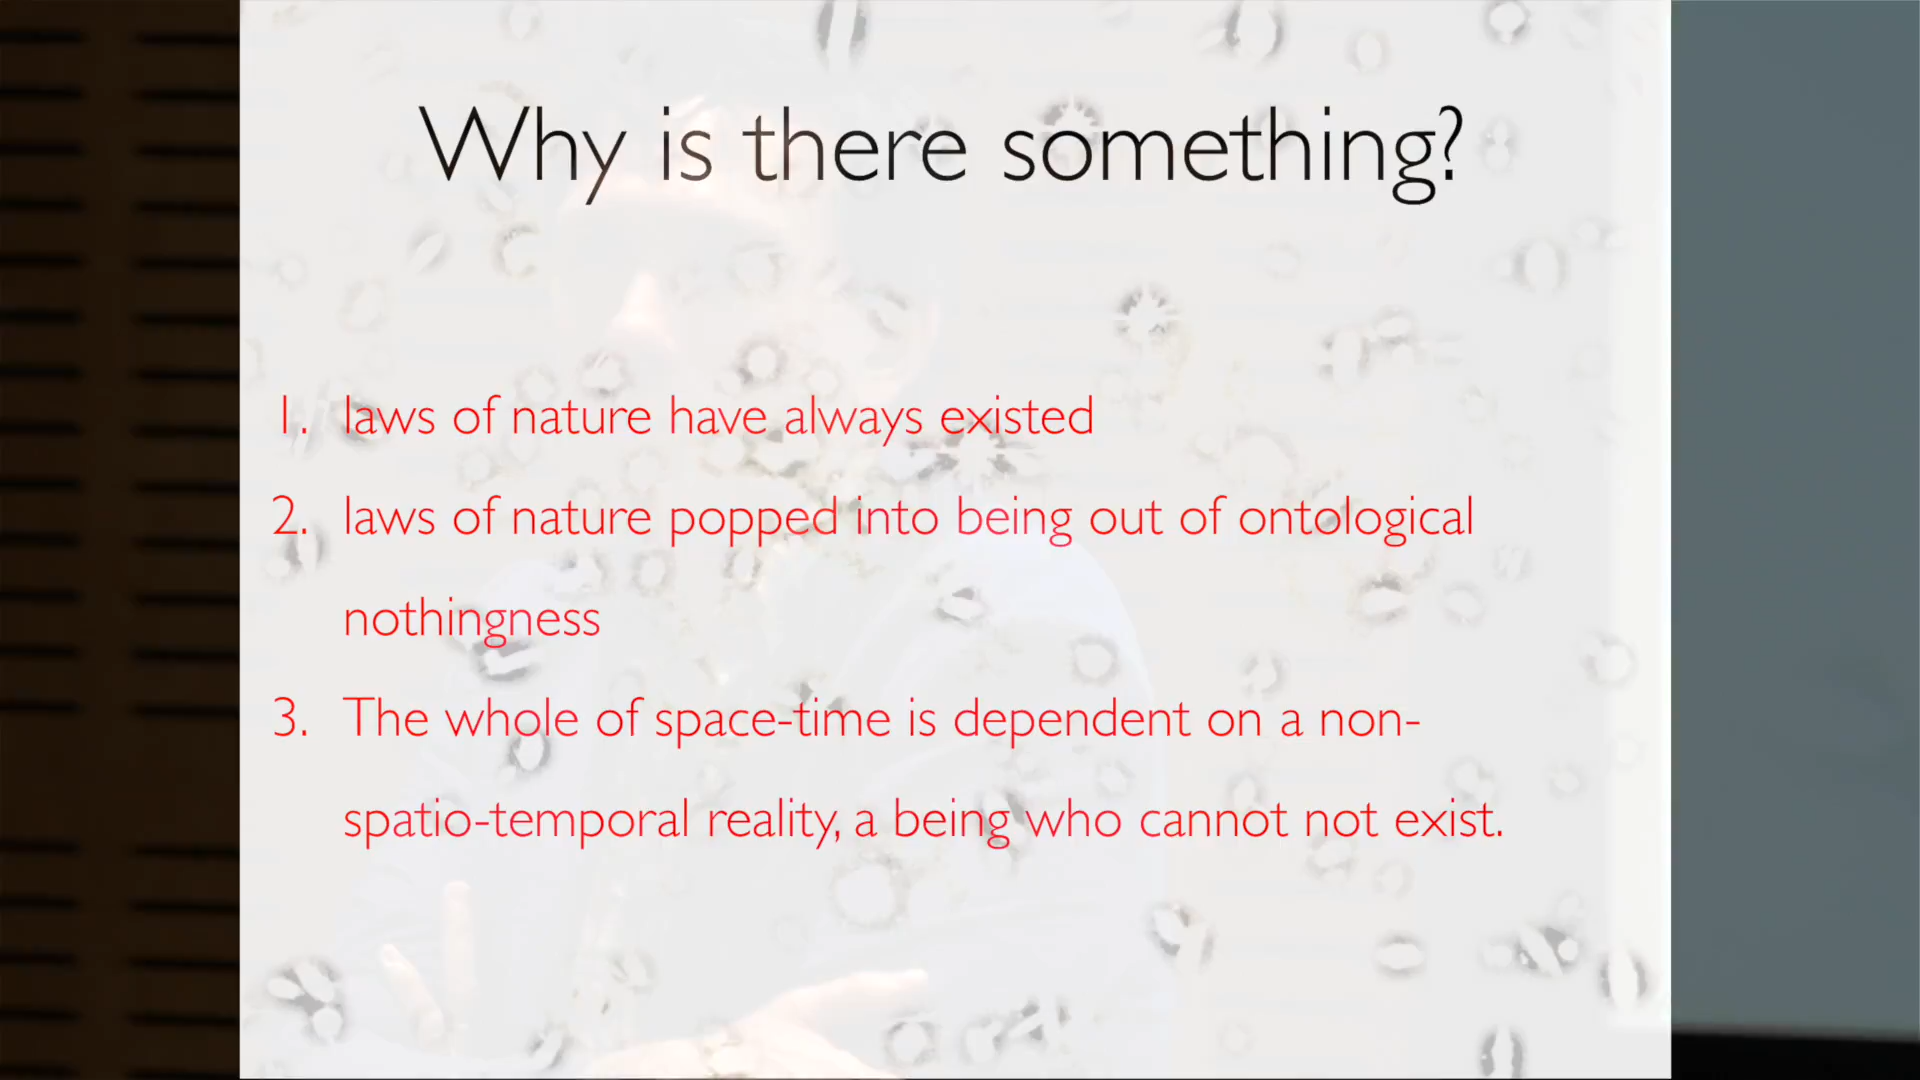 Why is there something?
1. laws of nature have always existed
2. laws of nature popped into being out of ontological
nothingness
3. The whole of space-time is dependent on a non-
spatio-temporal reality, a being who cannot not exist.